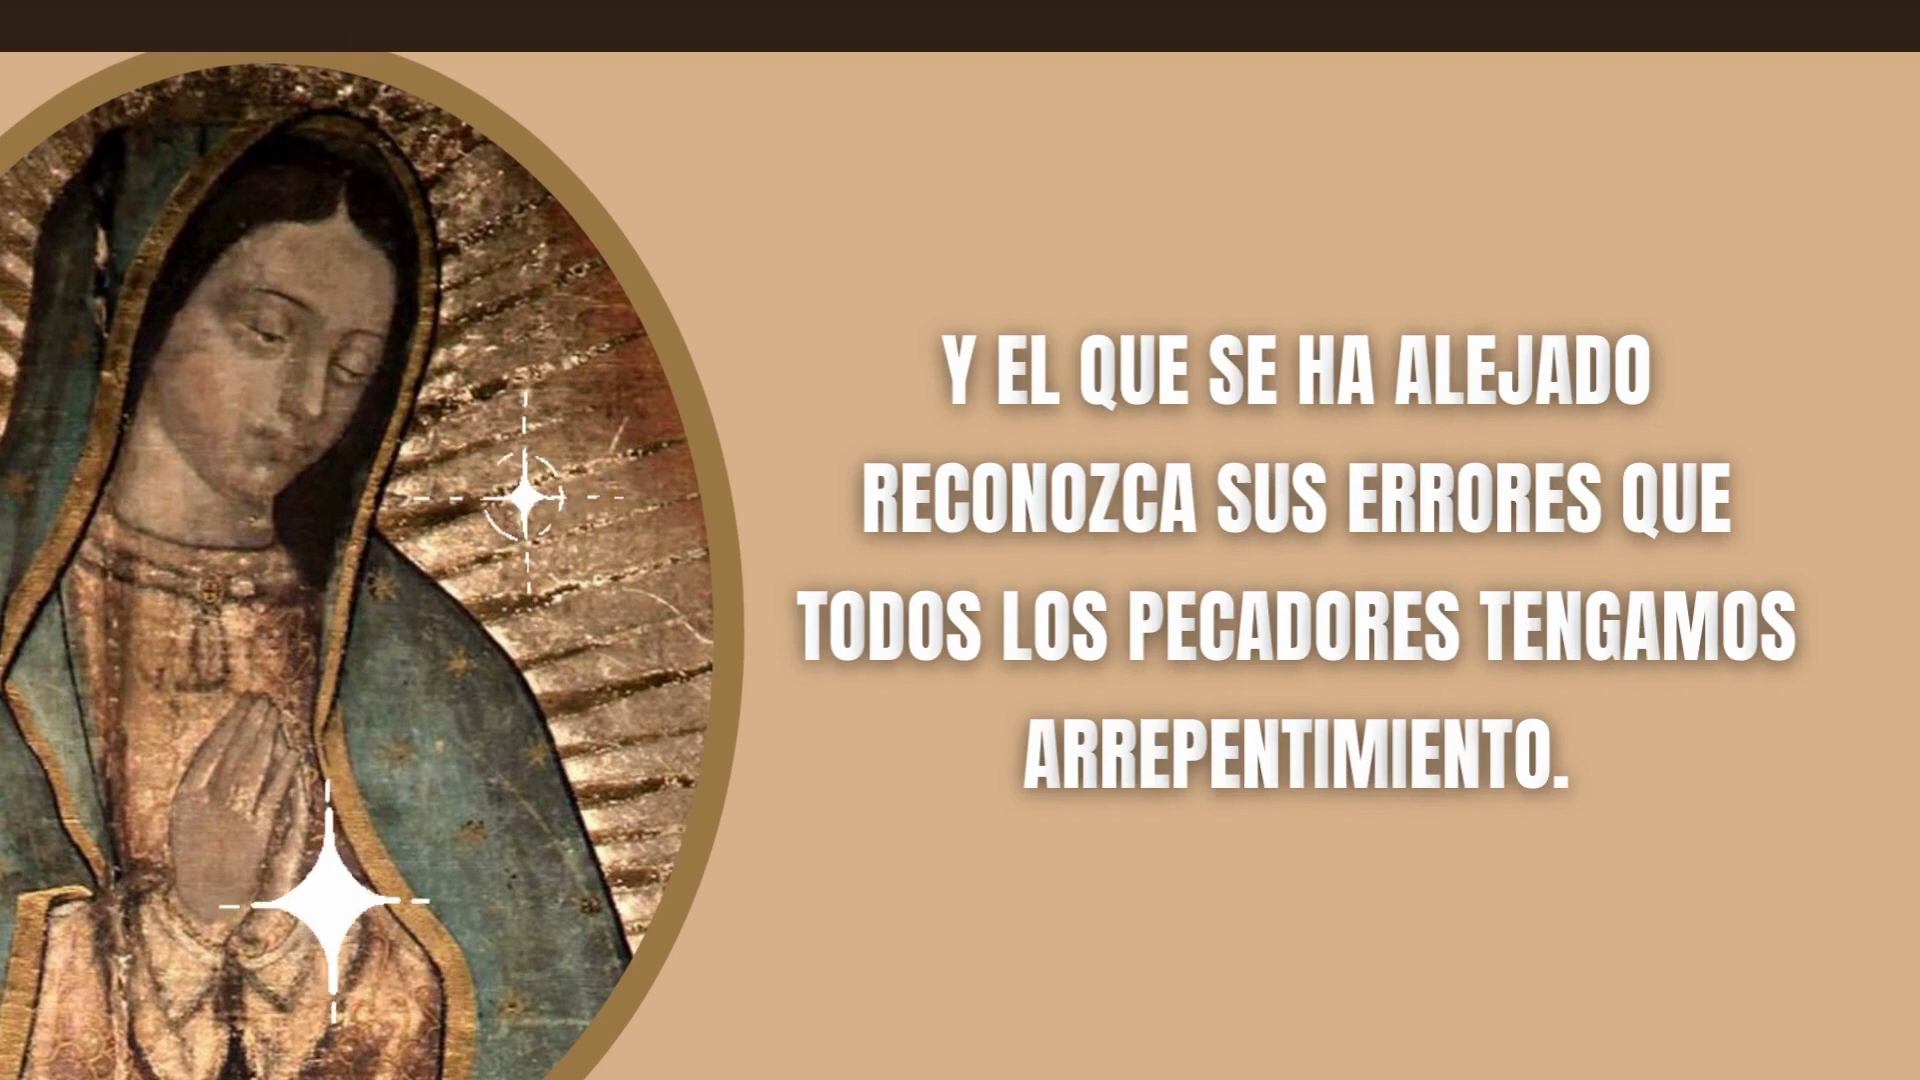 Y EL QUE SE HA ALEJADO
RECONOZCA SUS ERRORES QUE
TODOS LOS PECADORES TENGAMOS
ARREPENTIMIENTO.